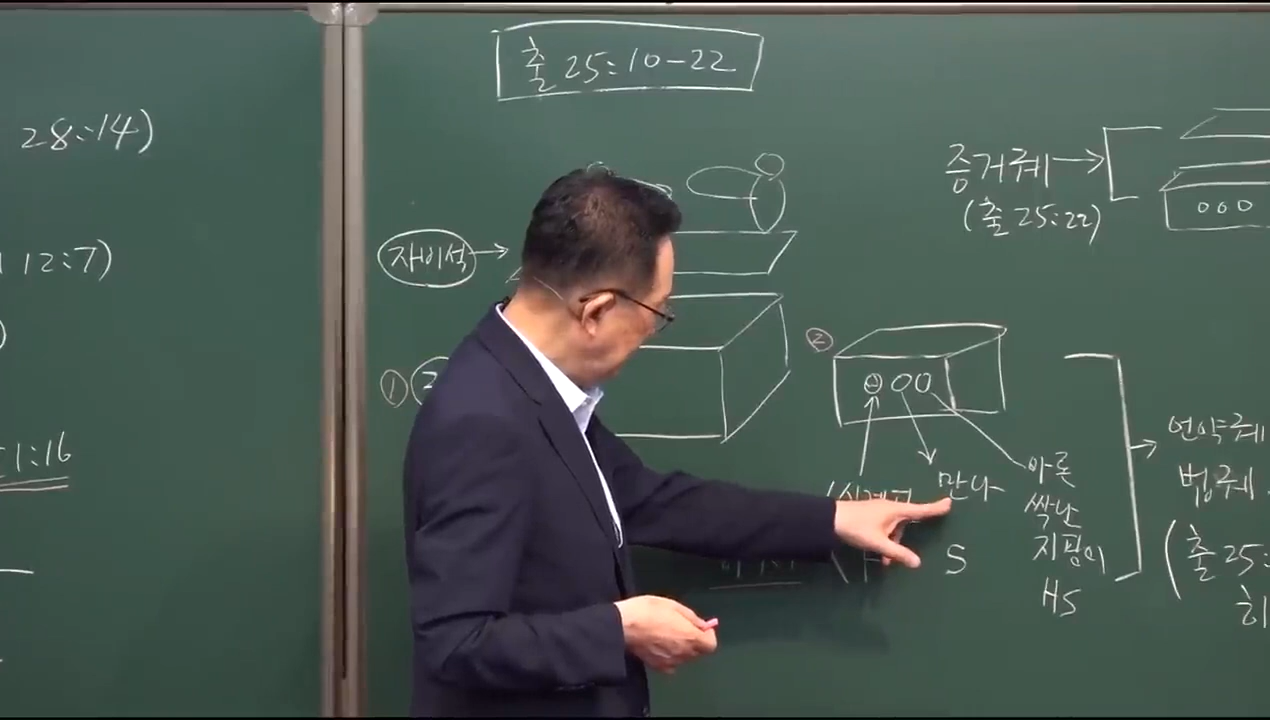 출 25:10-22
28:14)
12:7)
1:16
자비석
①
②
증거궤
(출 25:22)
만나
S
아론
싹난
지팡이
HS
언약궤
법궤
(출 25: